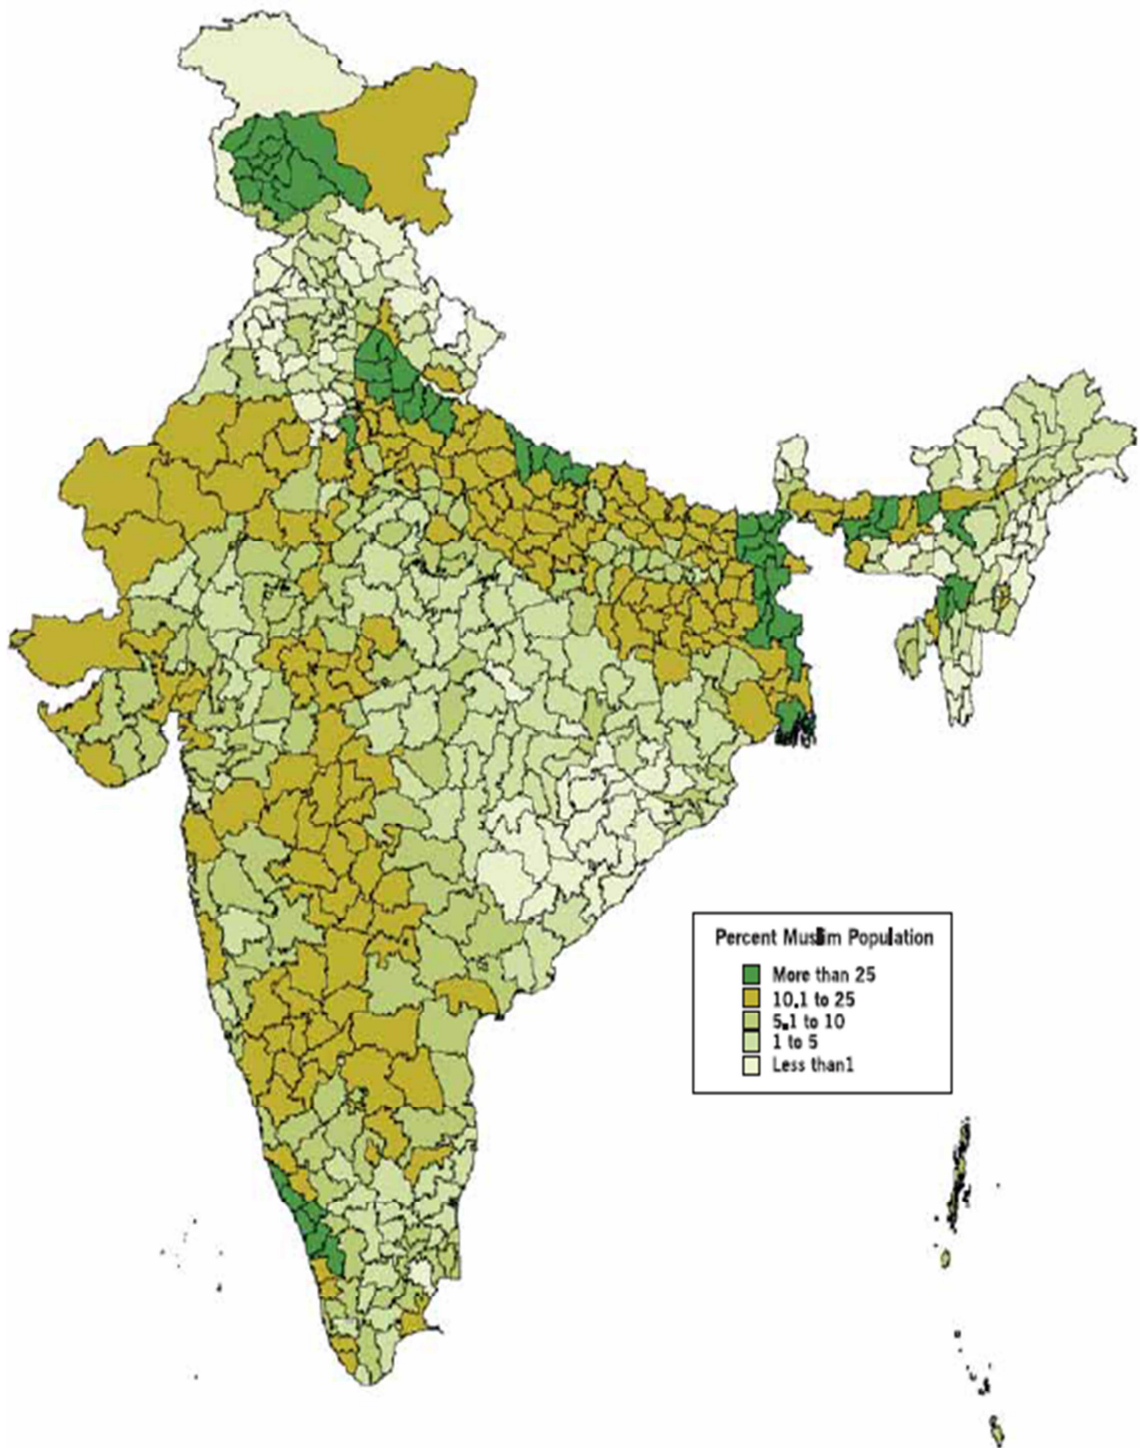 Percent Muslim Population
More than 25
10.1 to 25
5.1 to 10
1 to 5
Less than1